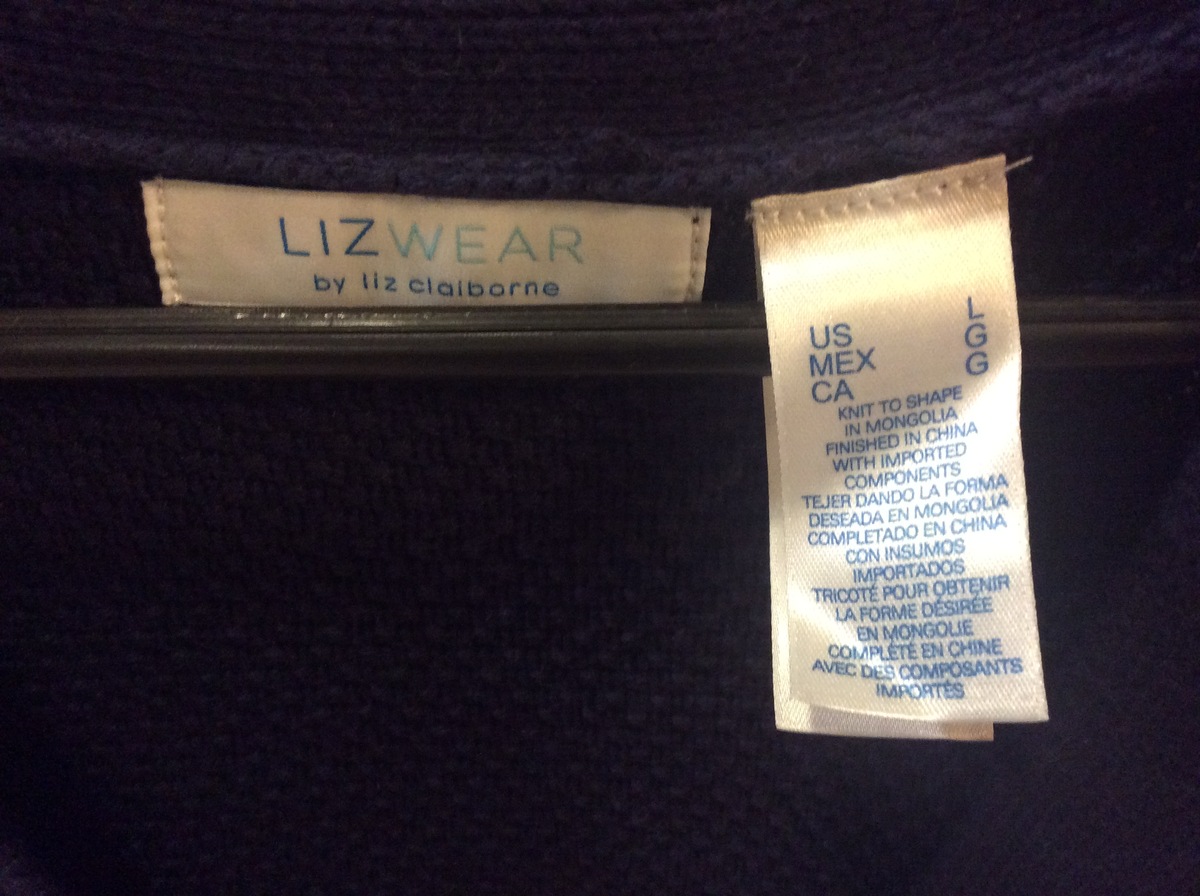 LIZWEAR
by liz claiborne
US L
MEX G
CA G
KNIT TO SHAPE
IN MONGOLIA
FINISHED IN CHINA
WITH IMPORTED
COMPONENTS
TEJER DANDO LA FORMA
DESEADA EN MONGOLIA
COMPLETADO EN CHINA
CON INSUMOS
IMPORTADOS
TRICOTÉ POUR OBTENIR
LA FORME DÉSIRÉE
EN MONGOLIE
COMPLÉTÉ EN CHINE
AVEC DES COMPOSANTS
IMPORTÉS